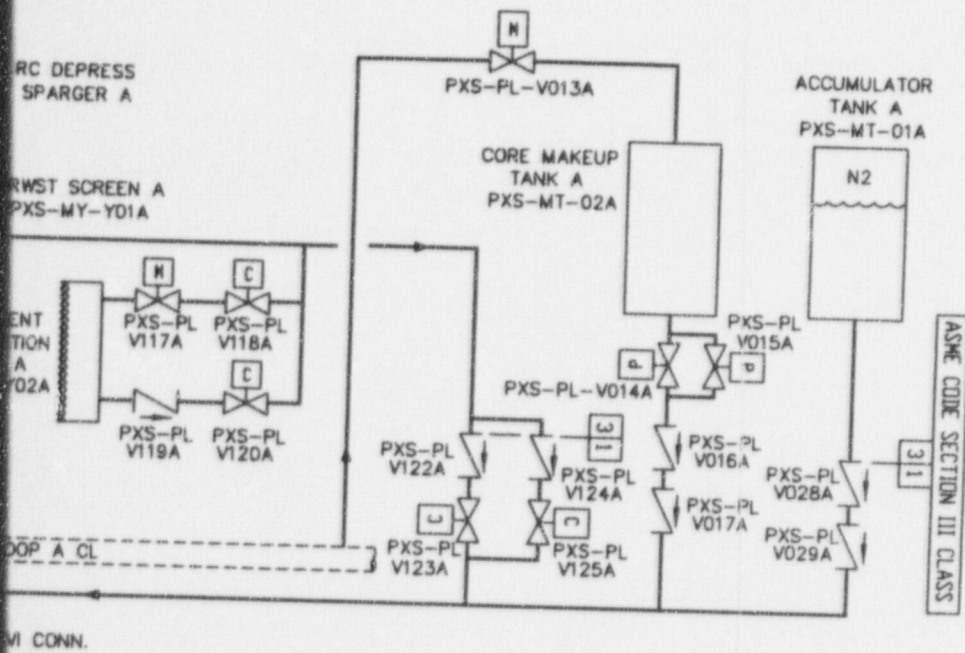 M
PXS-PL-V013A
RC DEPRESS
SPARGER A
ACCUMULATOR
TANK A
PXS-MT-01A
N2
CORE MAKEUP
TANK A
PXS-MT-02A
RWST SCREEN A
PXS-MY-Y01A
M
C
PXS-PL
V117A
PXS-PL
V118A
ENT
TION
A
Y02A
C
PXS-PL
V119A
PXS-PL
V120A
PXS-PL
V015A
P
P
PXS-PL-V014A
3 1
PXS-PL
V122A
PXS-PL
V124A
PXS-PL
V016A
PXS-PL
V017A
C
C
PXS-PL
V123A
PXS-PL
V125A
PXS-PL
V028A
PXS-PL
V029A
3 1
ASME CODE SECTION III CLASS
OOP A CL
VI CONN.